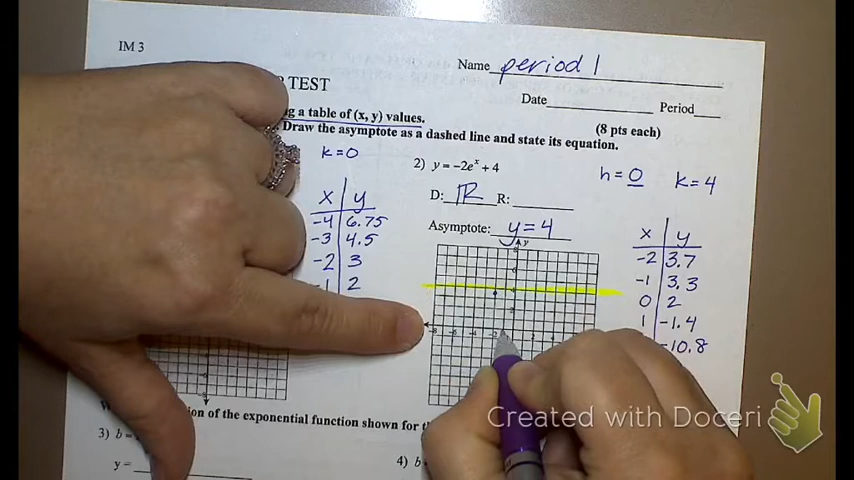 IM 3
Name period 1
TEST
Date Period
g a table of (x, y) values. (8 pts each)
Draw the asymptote as a dashed line and state its equation.
k=0
2) y = -2eˣ + 4
h=0 k=4
D: ℝ R:
Asymptote: y=4
x y
-4 6.75
-3 4.5
-2 3
-1 2
x y
-2 3.7
-1 3.3
0 2
1 -1.4
-10.8
ion of the exponential function shown for
3) b
4) b
y =
Created with Doceri